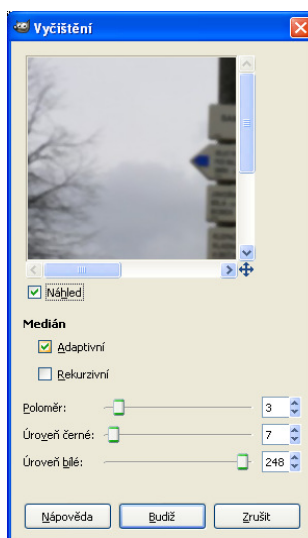 Vyčištění
Náhled
Medián
Adaptivní
Rekurzivní
Poloměr: 3
Úroveň černé: 7
Úroveň bílé: 248
Nápověda Budiž Zrušit